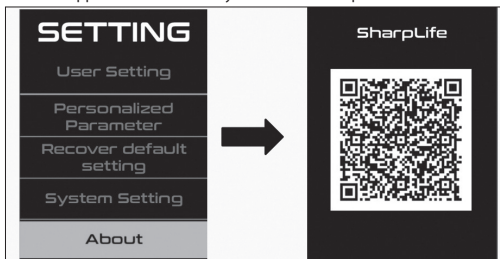 SETTING
User Setting
Personalized
Parameter
Recover default
setting
System Setting
About
SharpLife